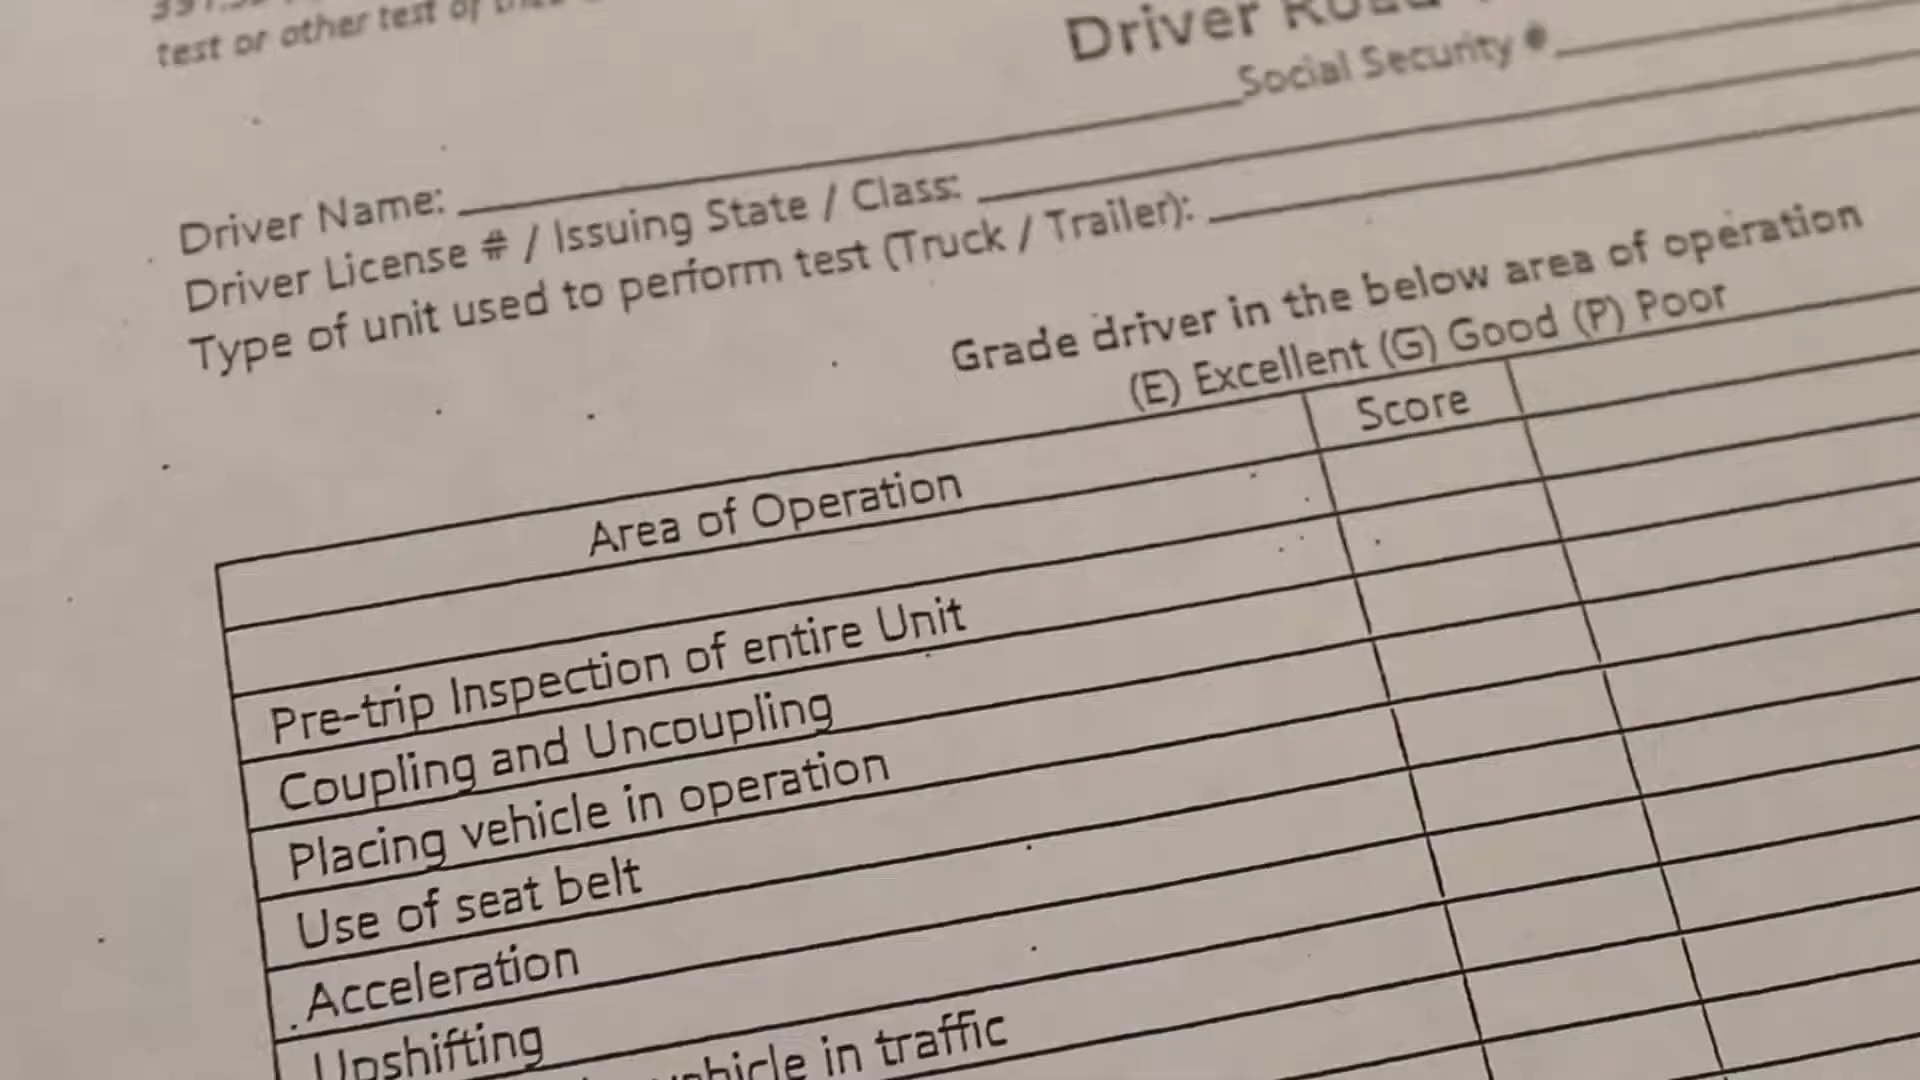 test or other test of
Driver Road
Social Security #
Driver Name:
Driver License # / Issuing State / Class:
Type of unit used to perform test (Truck / Trailer):
Grade driver in the below area of operation
(E) Excellent (G) Good (P) Poor
Area of Operation
Score
Pre-trip Inspection of entire Unit
Coupling and Uncoupling
Placing vehicle in operation
Use of seat belt
Acceleration
Upshifting
vehicle in traffic